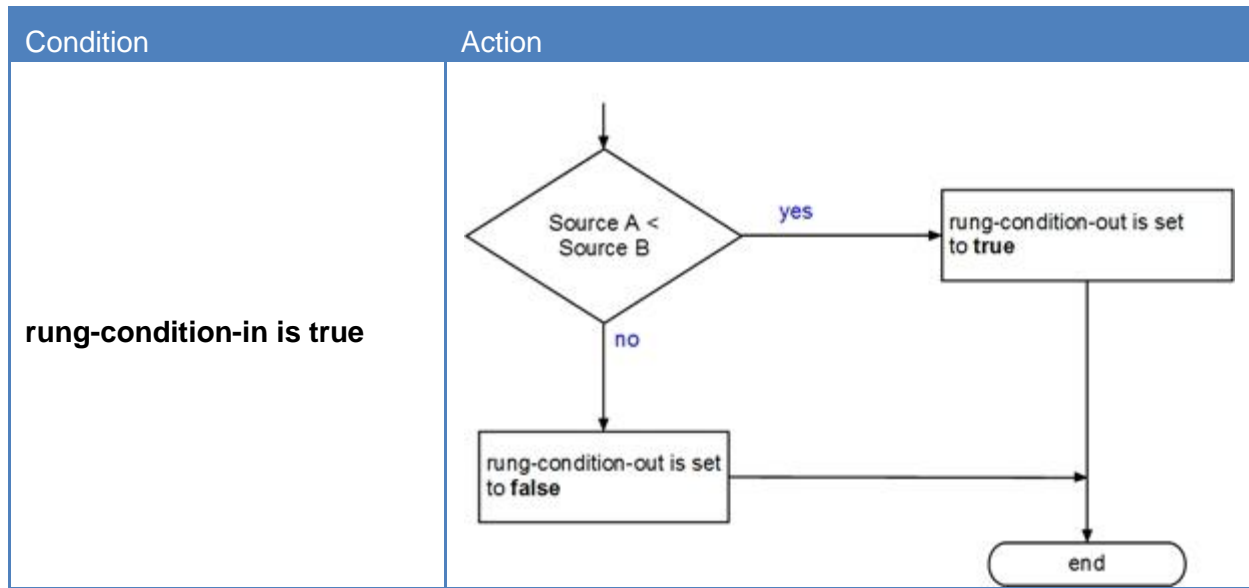 Condition
Action
Source A <
Source B
yes
rung-condition-out is set
to true
rung-condition-in is true
no
rung-condition-out is set
to false
end